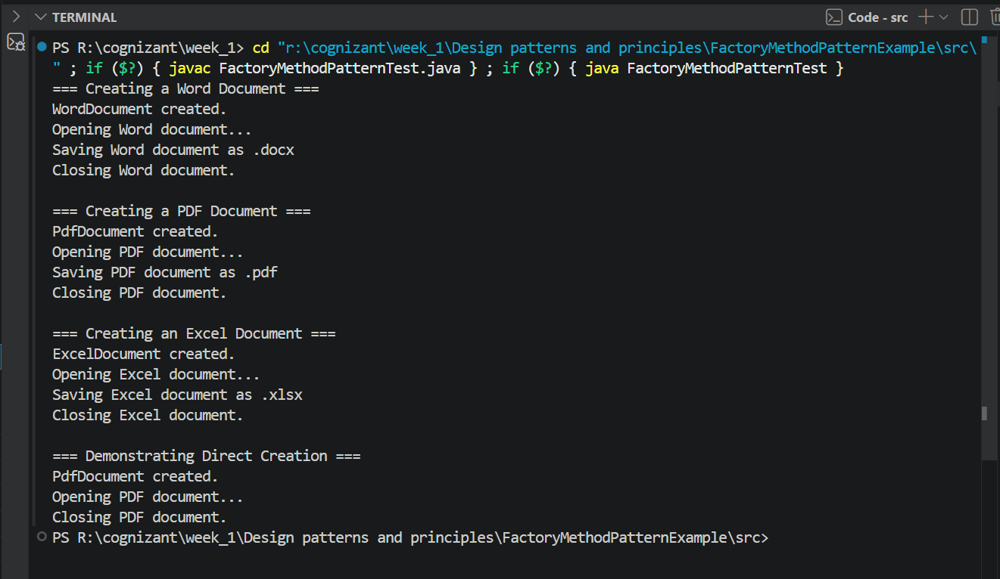 TERMINAL
Code - src
PS R:\cognizant\week_1> cd "r:\cognizant\week_1\Design patterns and principles\FactoryMethodPatternExample\src\
" ; if ($?) { javac FactoryMethodPatternTest.java } ; if ($?) { java FactoryMethodPatternTest }
=== Creating a Word Document ===
WordDocument created.
Opening Word document...
Saving Word document as .docx
Closing Word document.
=== Creating a PDF Document ===
PdfDocument created.
Opening PDF document...
Saving PDF document as .pdf
Closing PDF document.
=== Creating an Excel Document ===
ExcelDocument created.
Opening Excel document...
Saving Excel document as .xlsx
Closing Excel document.
=== Demonstrating Direct Creation ===
PdfDocument created.
Opening PDF document...
Closing PDF document.
PS R:\cognizant\week_1\Design patterns and principles\FactoryMethodPatternExample\src>